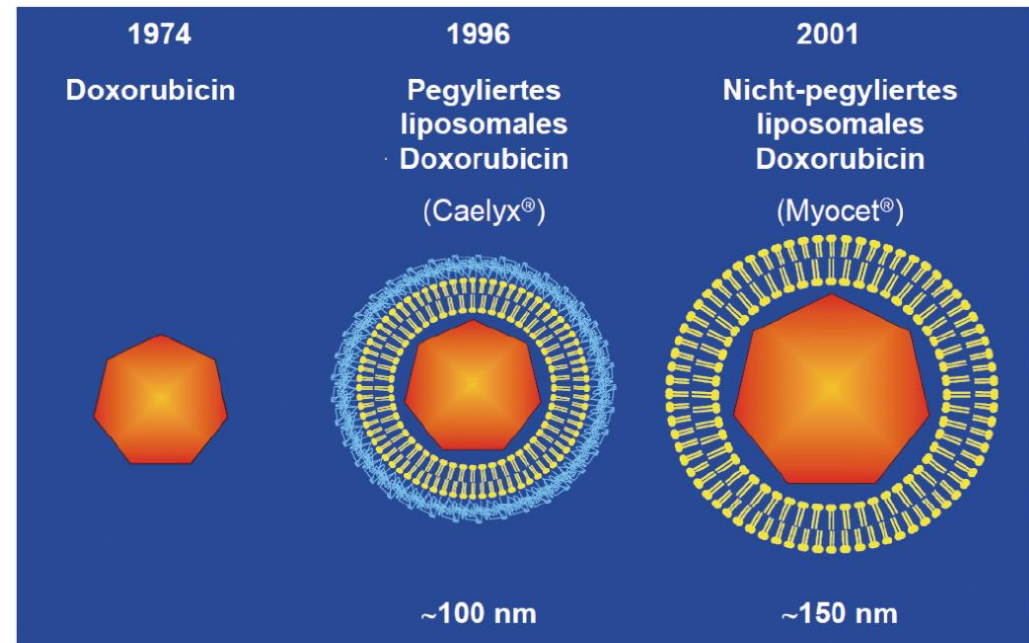 1974
Doxorubicin
1996
Pegyliertes
liposomales
Doxorubicin
(Caelyx®)
~100 nm
2001
Nicht-pegyliertes
liposomales
Doxorubicin
(Myocet®)
~150 nm